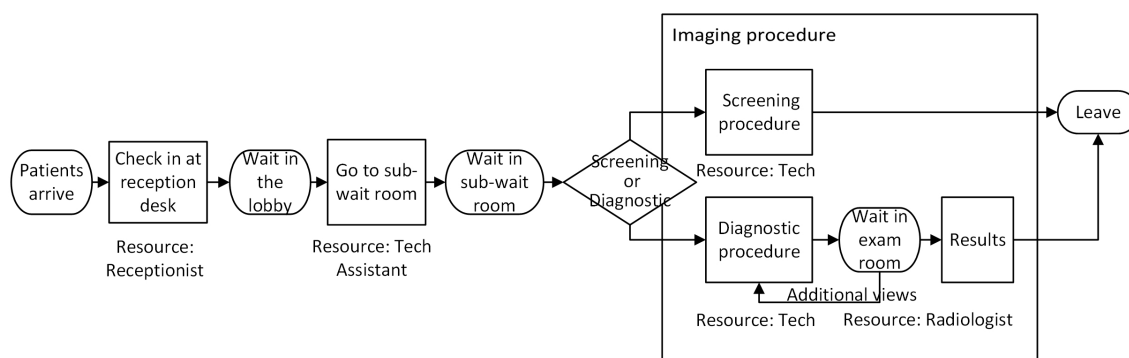 Imaging procedure
Patients
arrive
Check in at
reception
desk
Resource:
Receptionist
Wait in
the
lobby
Go to sub-
wait room
Resource: Tech
Assistant
Wait in
sub-wait
room
Screening
or
Diagnostic
Screening
procedure
Resource: Tech
Diagnostic
procedure
Resource: Tech
Wait in
exam
room
Additional views
Results
Resource: Radiologist
Leave